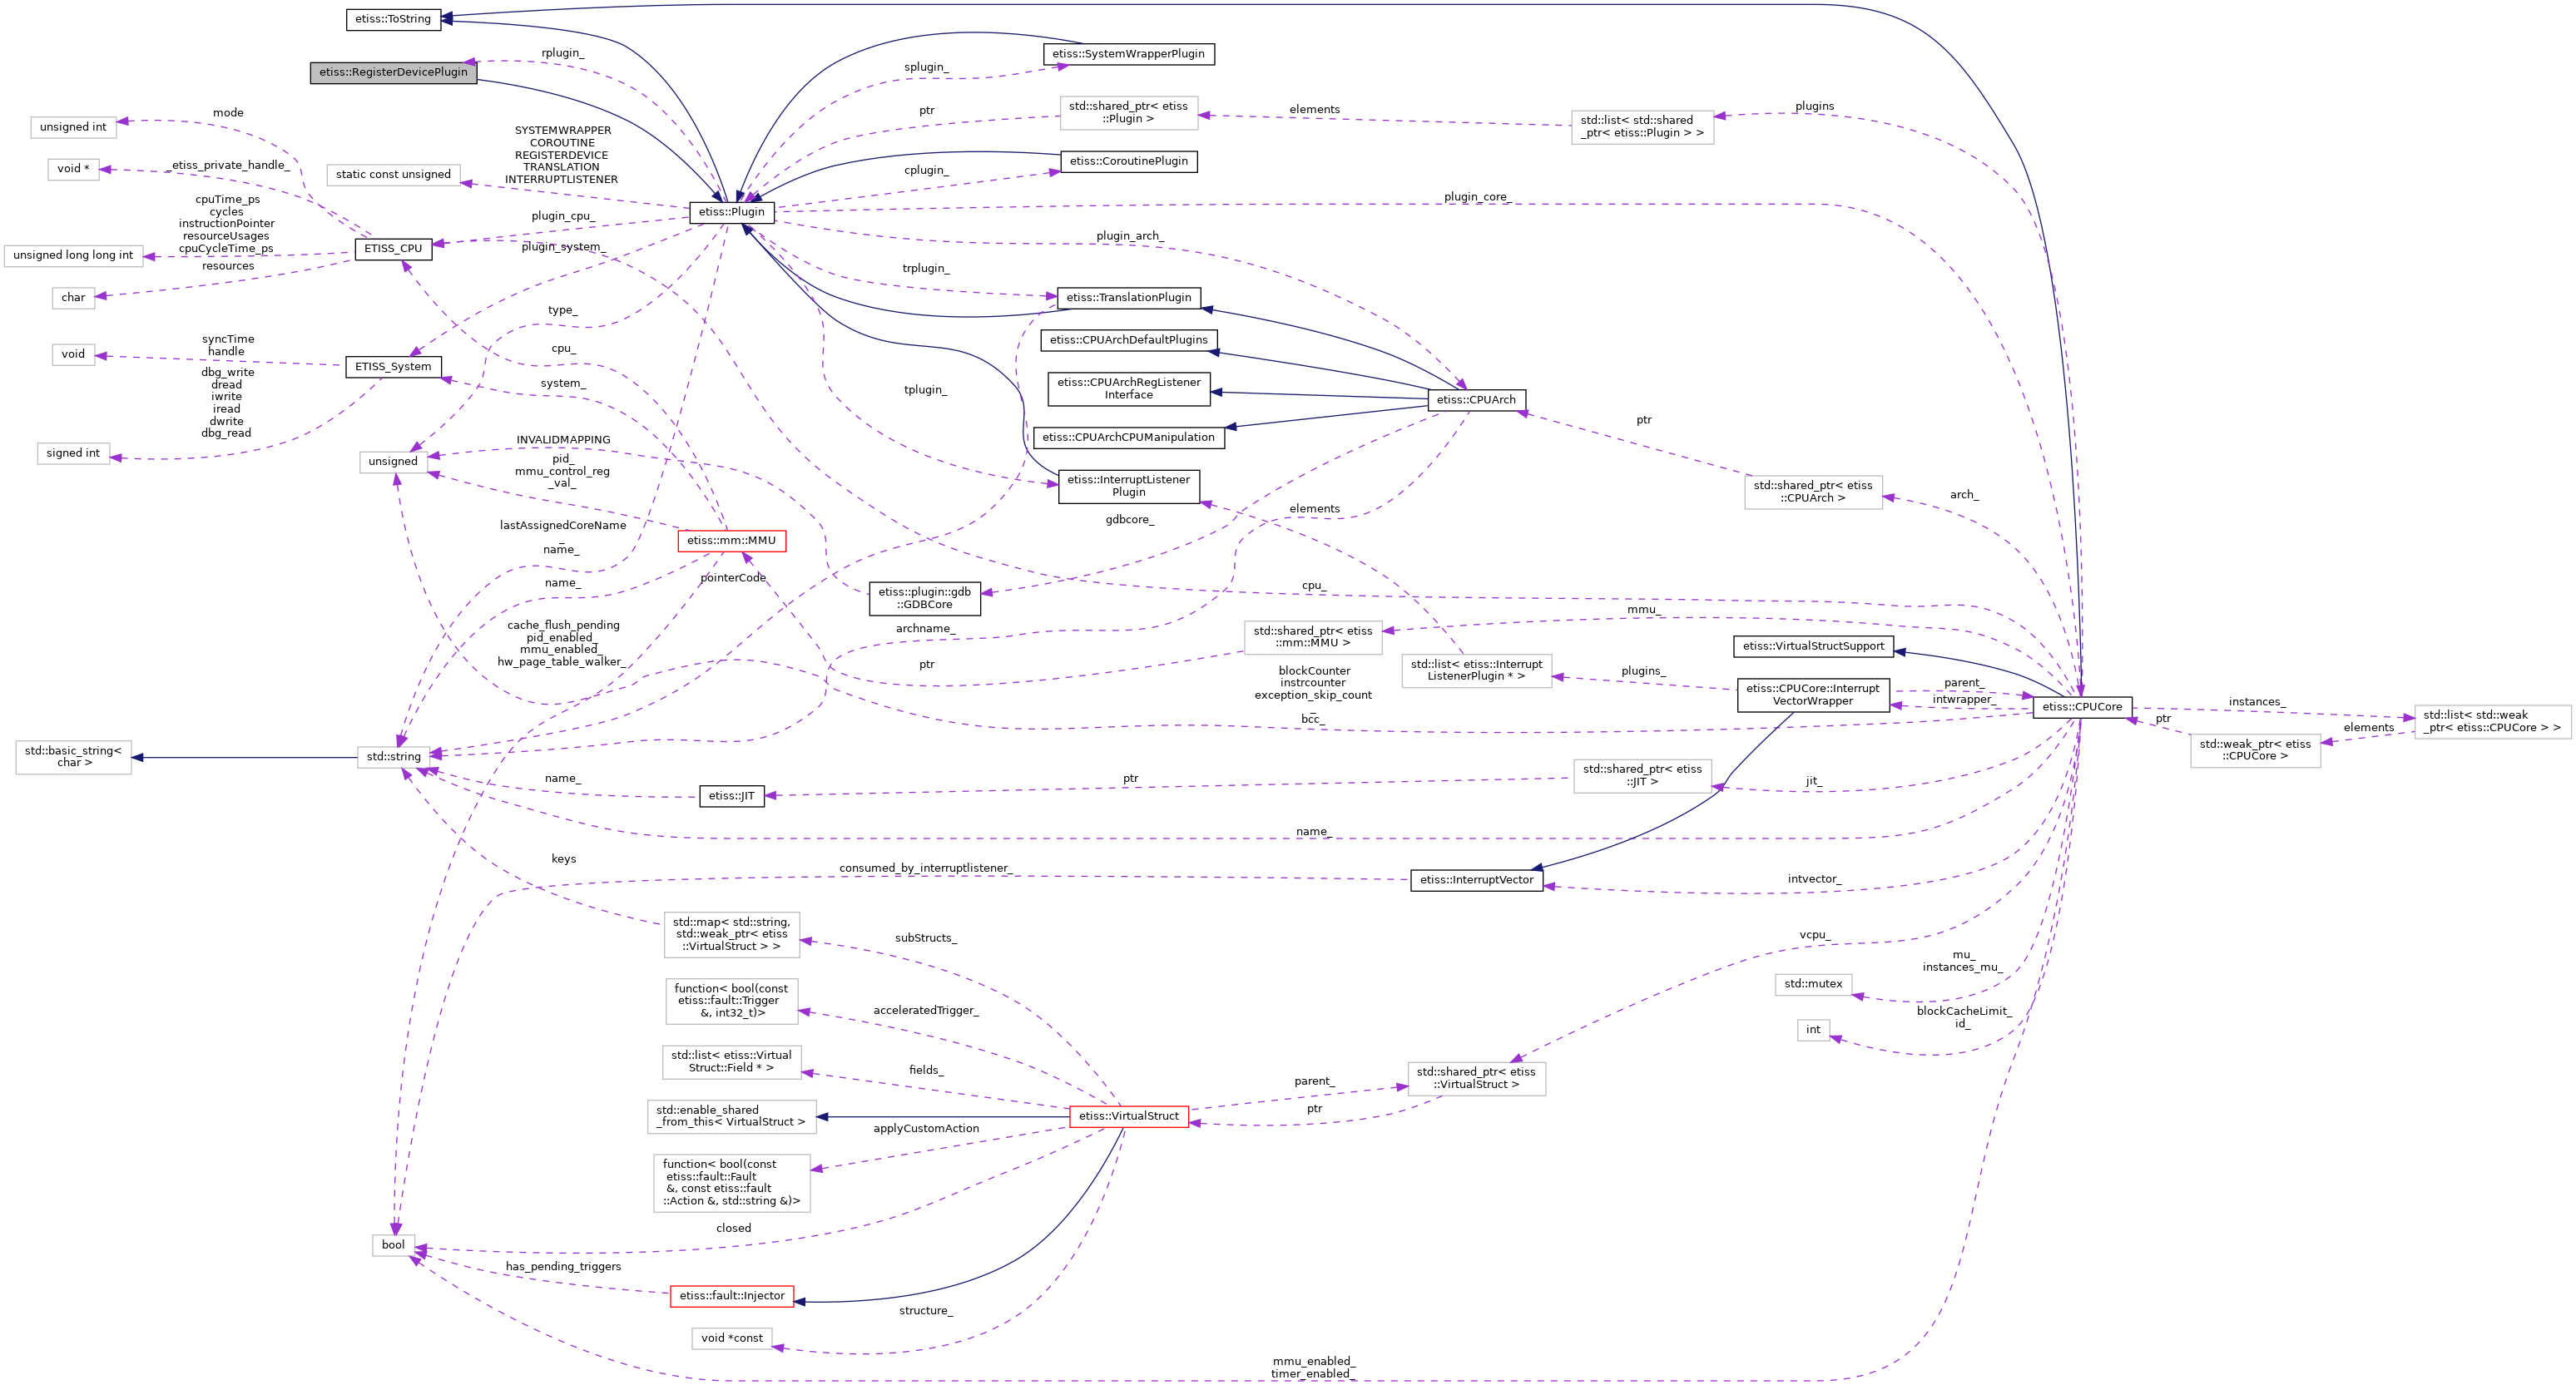 etiss::ToString
etiss::RegisterDevicePlugin
rplugin_
splugin_
etiss::SystemWrapperPlugin
mode
unsigned int
void *
_etiss_private_handle_
SYSTEMWRAPPER
COROUTINE
REGISTERDEVICE
TRANSLATION
INTERRUPTLISTENER
static const unsigned
ptr
std::shared_ptr< etiss
::Plugin >
elements
std::list< std::shared
_ptr< etiss::Plugin > >
plugins
etiss::CoroutinePlugin
cplugin_
cpuTime_ps
cycles
instructionPointer
resourceUsages
cpuCycleTime_ps
unsigned long long int
resources
char
ETISS_CPU
plugin_cpu_
plugin_system_
etiss::Plugin
plugin_core_
plugin_arch_
trplugin_
etiss::TranslationPlugin
type_
syncTime
handle
void
ETISS_System
dbg_write
dread
iwrite
iread
dwrite
dbg_read
signed int
cpu_
system_
tplugin_
etiss::CPUArchDefaultPlugins
etiss::CPUArchRegListener
Interface
etiss::CPUArchCPUManipulation
etiss::CPUArch
ptr
INVALIDMAPPING
unsigned
pid_
mmu_control_reg
_val_
etiss::InterruptListener
Plugin
std::shared_ptr< etiss
::CPUArch >
arch_
lastAssignedCoreName
_
name_
etiss::mm::MMU
gdbcore_
elements
name_
pointerCode
etiss::plugin::gdb
::GDBCore
cpu_
archname_
cache_flush_pending
pid_enabled_
mmu_enabled_
hw_page_table_walker_
ptr
std::shared_ptr< etiss
::mm::MMU >
mmu_
std::list< etiss::Interrupt
ListenerPlugin * >
plugins_
etiss::VirtualStructSupport
etiss::CPUCore::Interrupt
VectorWrapper
parent_
intwrapper_
etiss::CPUCore
instances_
std::list< std::weak
_ptr< etiss::CPUCore > >
ptr
elements
std::weak_ptr< etiss
::CPUCore >
blockCounter
instrcounter
exception_skip_count
_
bcc_
std::basic_string<
char >
std::string
name_
etiss::JIT
ptr
std::shared_ptr< etiss
::JIT >
jit_
name_
keys
consumed_by_interruptlistener_
etiss::InterruptVector
intvector_
std::map< std::string,
std::weak_ptr< etiss
::VirtualStruct > >
subStructs_
vcpu_
function< bool(const
etiss::fault::Trigger
&, int32_t)>
acceleratedTrigger_
std::mutex
mu_
instances_mu_
int
blockCacheLimit_
id_
std::list< etiss::Virtual
Struct::Field * >
fields_
std::shared_ptr< etiss
::VirtualStruct >
parent_
ptr
std::enable_shared
_from_this< VirtualStruct >
etiss::VirtualStruct
applyCustomAction
function< bool(const
etiss::fault::Fault
&, const etiss::fault
::Action &, std::string &)>
closed
bool
has_pending_triggers
etiss::fault::Injector
structure_
void *const
mmu_enabled_
timer_enabled_